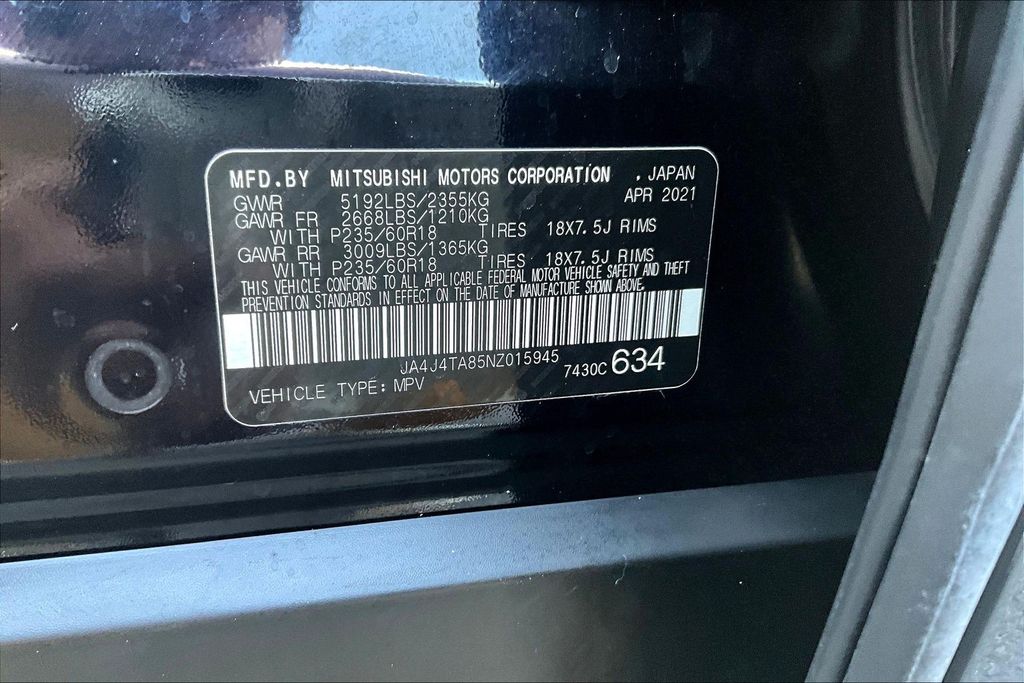 MFD.BY MITSUBISHI MOTORS CORPORATION , JAPAN
GVWR 5192LBS/2355KG APR 2021
GAWR FR 2668LBS/1210KG
WITH P235/60R18 TIRES 18X7.5J RIMS
GAWR RR 3009LBS/1365KG
WITH P235/60R18 TIRES 18X7.5J RIMS
THIS VEHICLE CONFORMS TO ALL APPLICABLE FEDERAL MOTOR VEHICLE SAFETY AND THEFT
PREVENTION STANDARDS IN EFFECT ON THE DATE OF MANUFACTURE SHOWN ABOVE.
JA4J4TA85NZ015945
7430C 634
VEHICLE TYPE: MPV